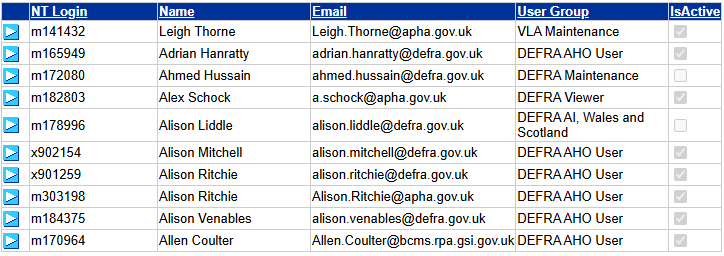 NT Login Name Email User Group IsActive
m141432 Leigh Thorne Leigh.Thorne@apha.gov.uk VLA Maintenance
m165949 Adrian Hanratty adrian.hanratty@defra.gov.uk DEFRA AHO User
m172080 Ahmed Hussain ahmed.hussain@defra.gov.uk DEFRA Maintenance
m182803 Alex Schock a.schock@apha.gov.uk DEFRA Viewer
m178996 Alison Liddle alison.liddle@defra.gov.uk DEFRA AI, Wales and
Scotland
x902154 Alison Mitchell alison.mitchell@defra.gov.uk DEFRA AHO User
x901259 Alison Ritchie alison.ritchie@defra.gov.uk DEFRA AHO User
m303198 Alison Ritchie Alison.Ritchie@apha.gov.uk DEFRA AHO User
m184375 Alison Venables alison.venables@defra.gov.uk DEFRA AHO User
m170964 Allen Coulter Allen.Coulter@bcms.rpa.gsi.gov.uk DEFRA AHO User